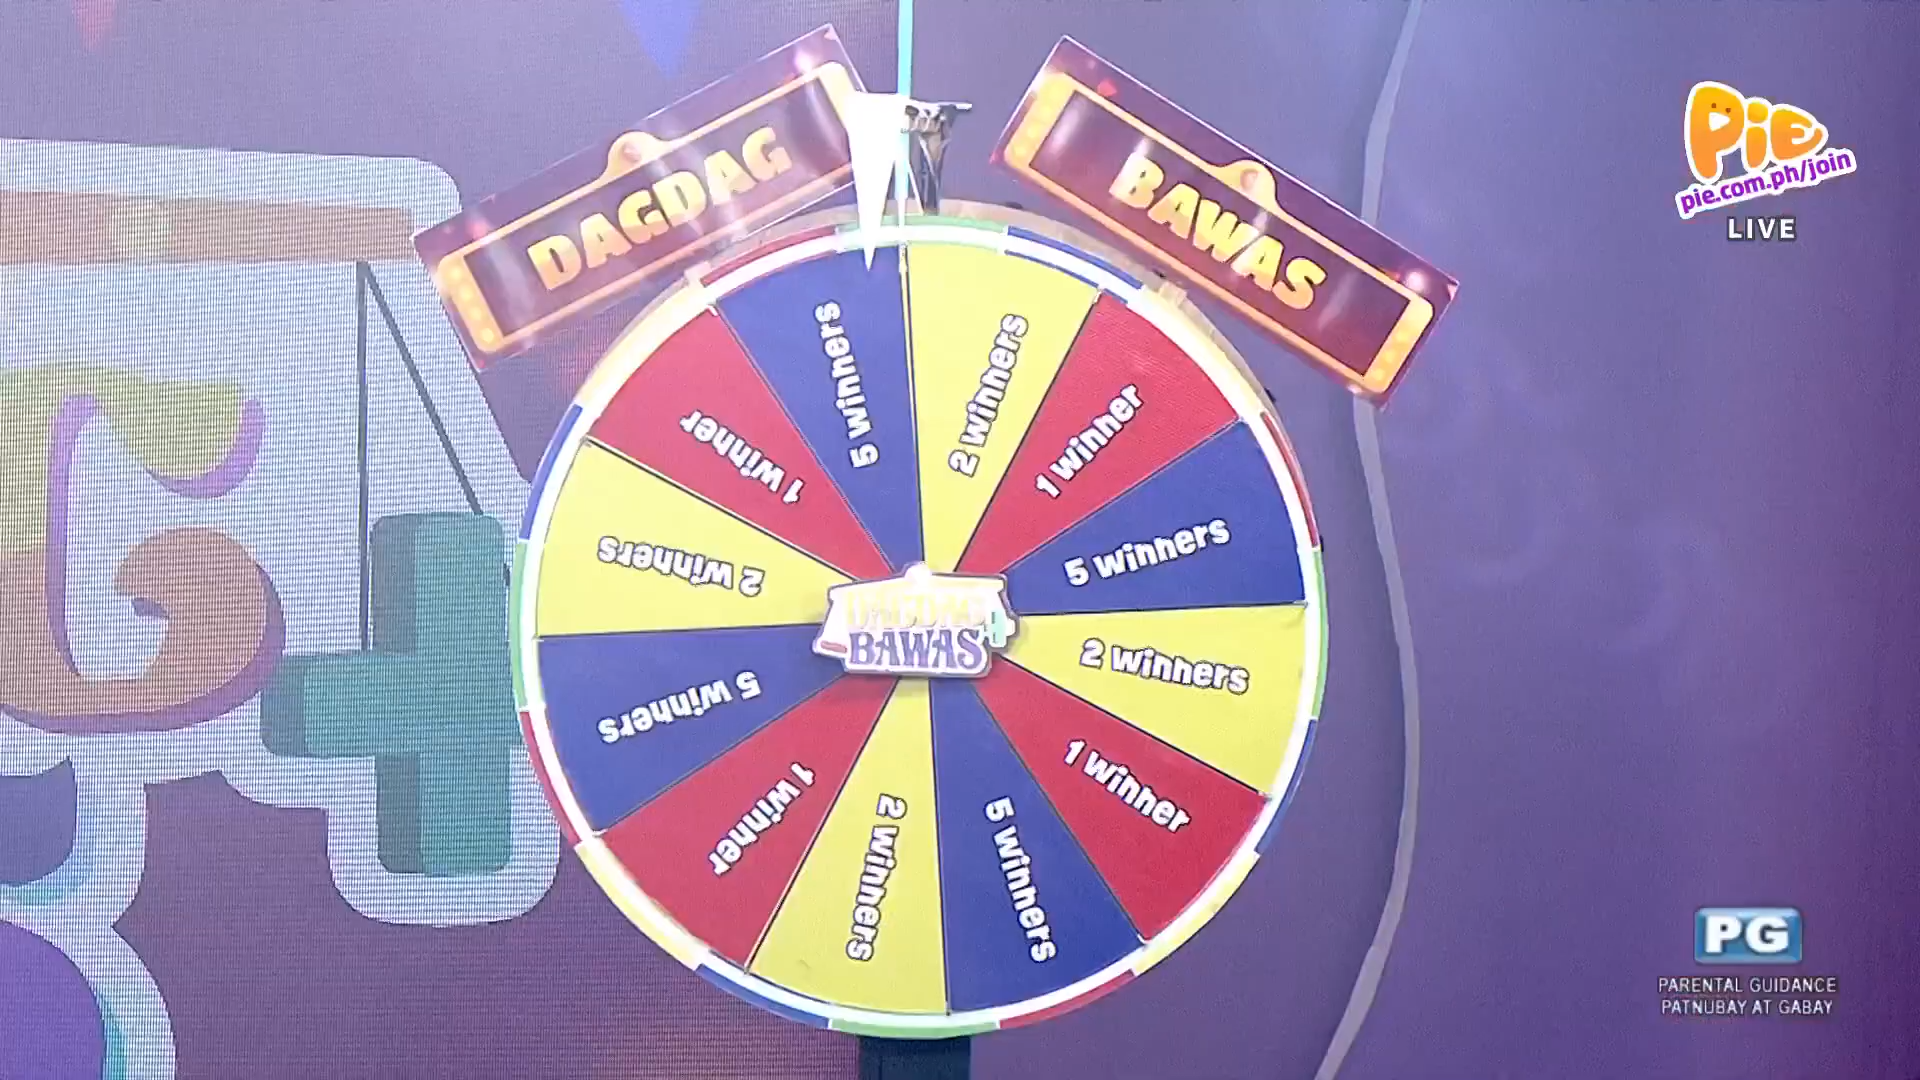 DAGDAG
BAWAS
Pie
pie.com.ph/join
LIVE
5 winners
2 winners
1 winner
5 winners
2 winners
1 winner
5 winners
2 winners
1 winner
5 winners
2 winners
1 winner
DAGDAG
BAWAS
G
PG
PARENTAL GUIDANCE
PATNUBAY AT GABAY